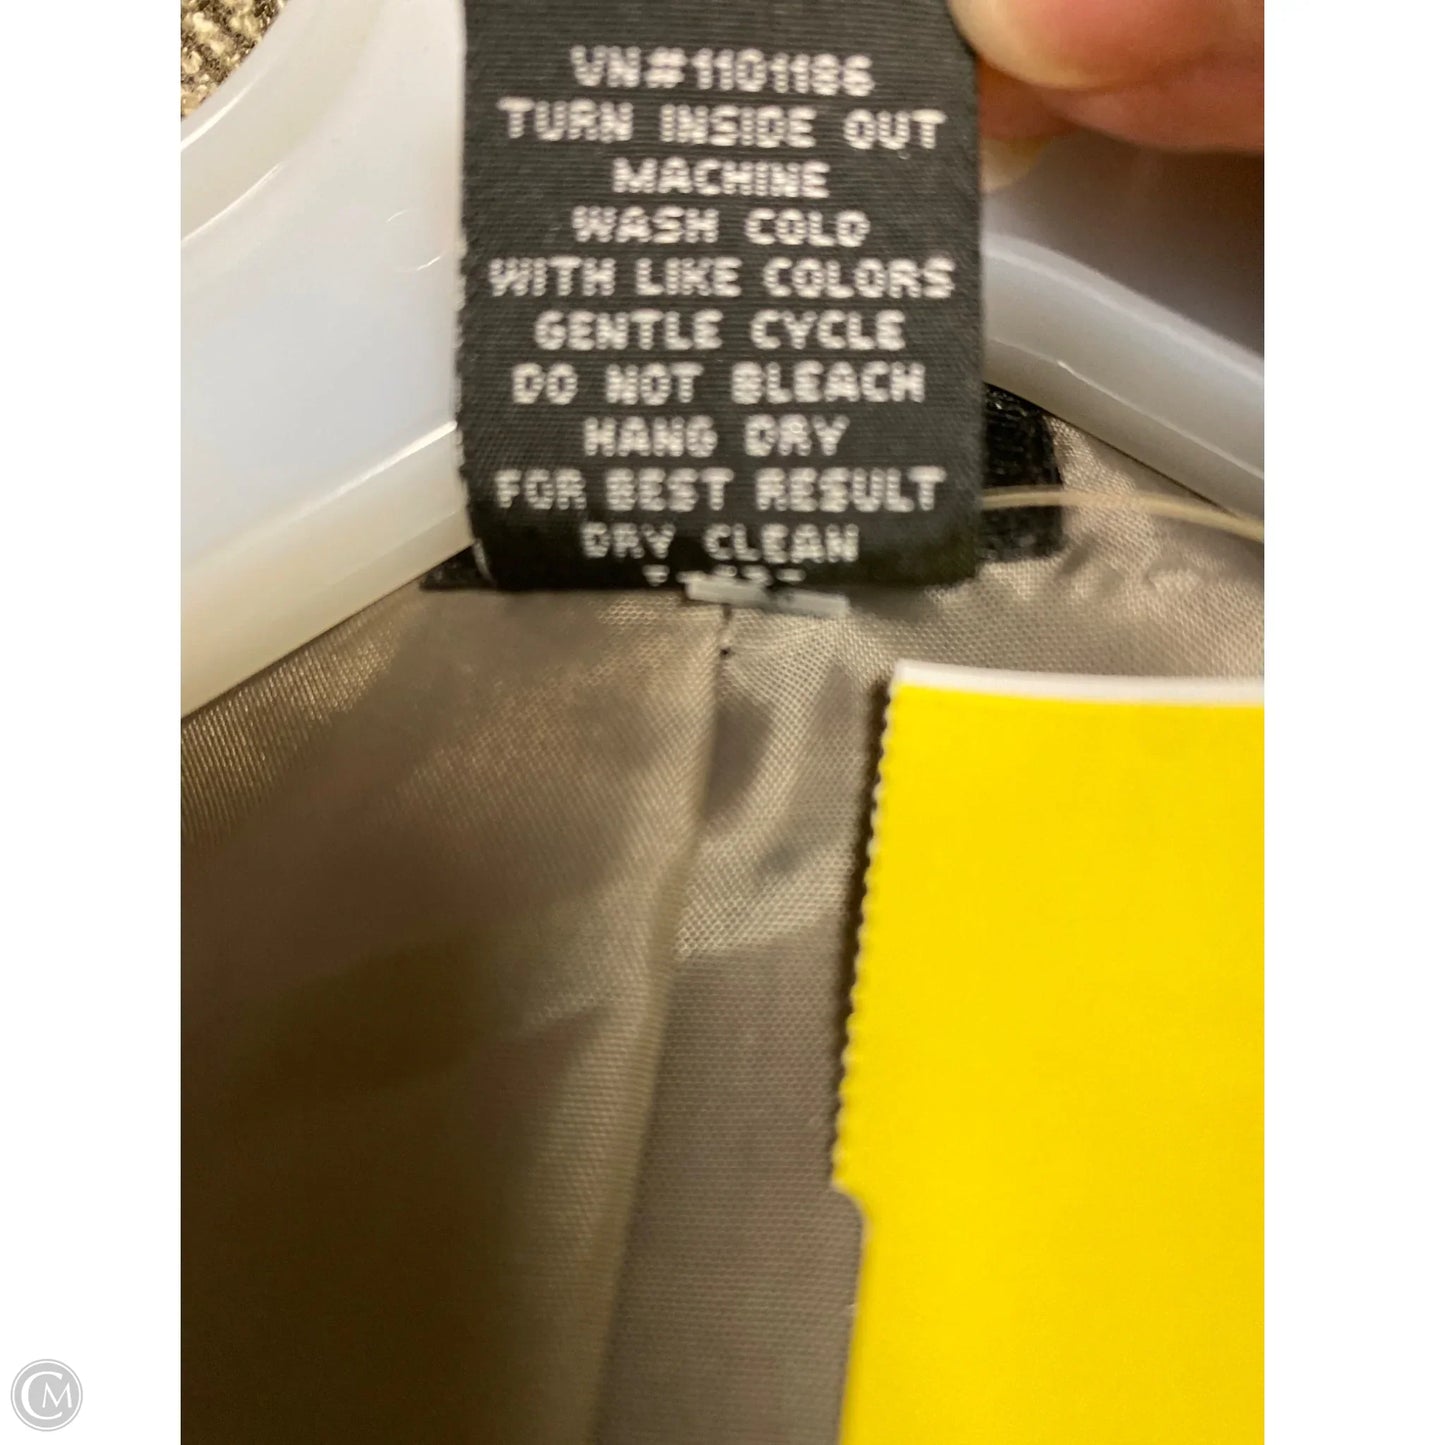 VN#1101186
TURN INSIDE OUT
MACHINE
WASH COLD
WITH LIKE COLORS
GENTLE CYCLE
DO NOT BLEACH
HANG DRY
FOR BEST RESULT
DRY CLEAN
CM